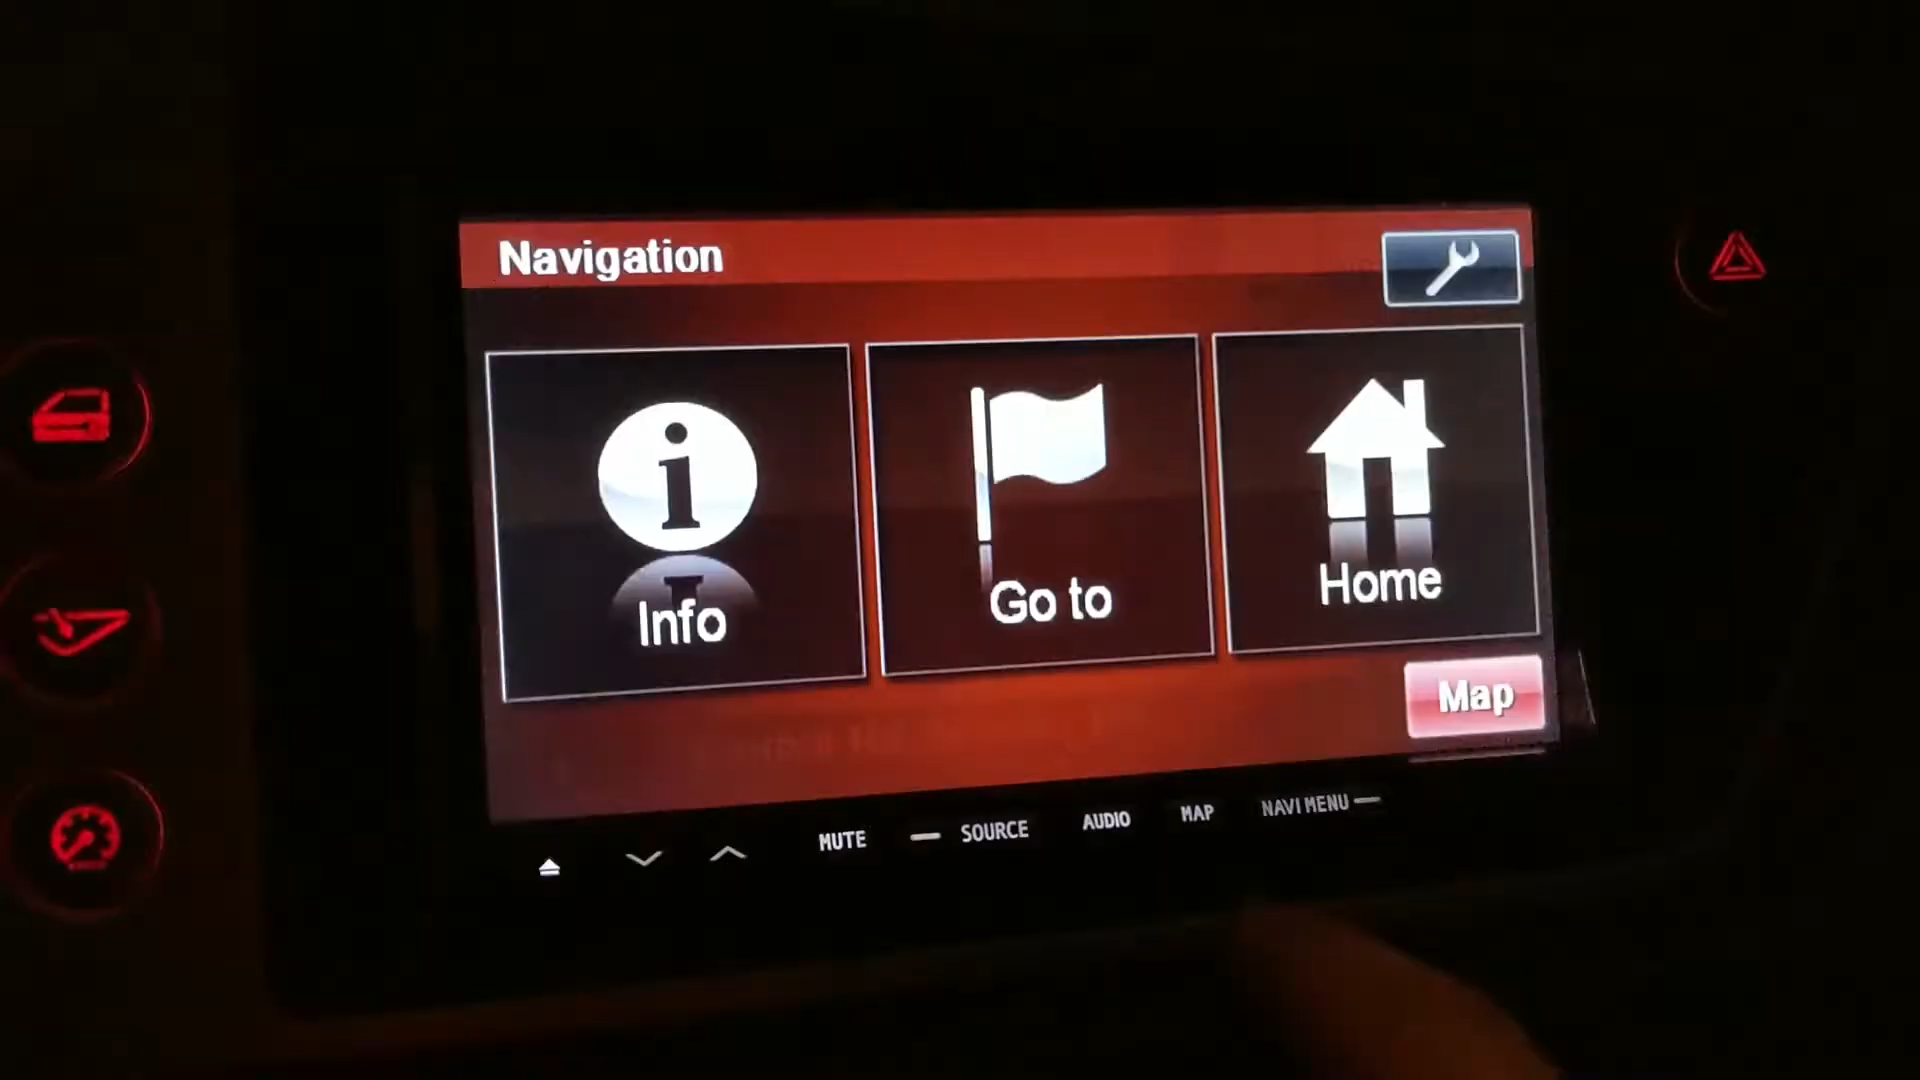 Navigation
Info
Go to
Home
Map
MUTE
SOURCE
AUDIO
MAP
NAVI MENU